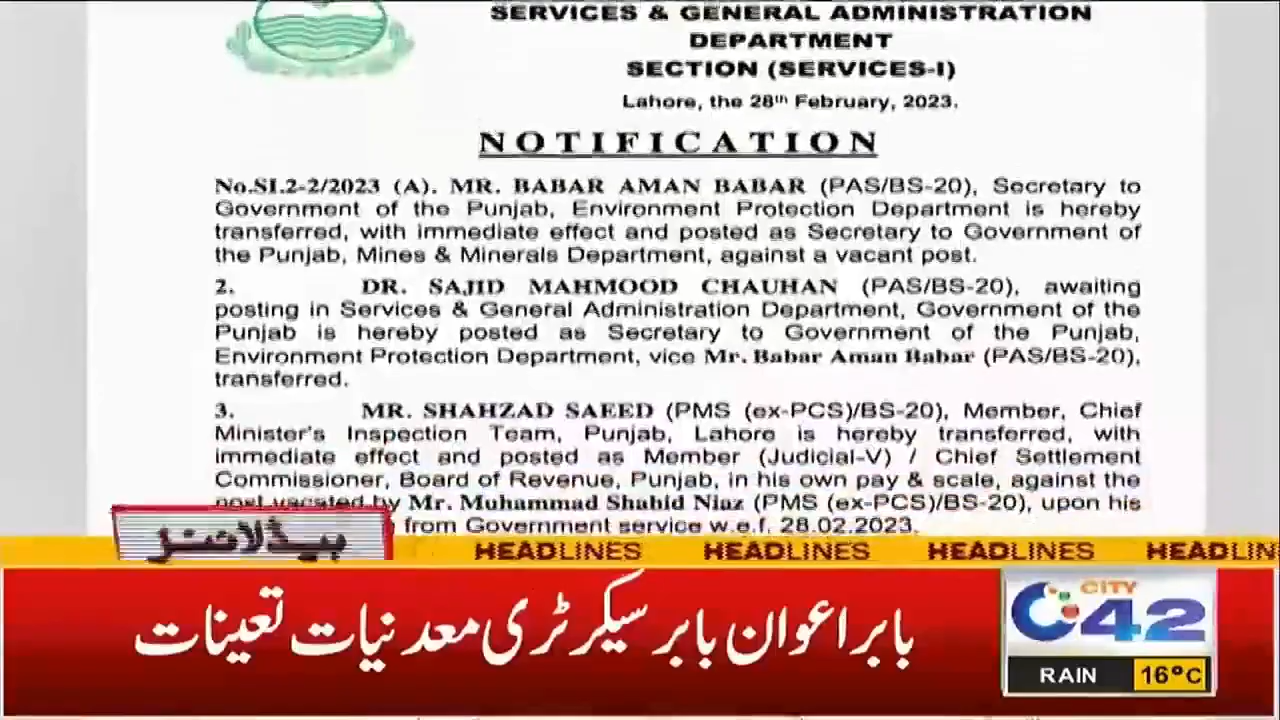 SERVICES & GENERAL ADMINISTRATION
DEPARTMENT
SECTION (SERVICES-I)
Lahore, the 28th February, 2023.
NOTIFICATION
No.SI.2-2/2023 (A). MR. BABAR AMAN BABAR (PAS/BS-20), Secretary to
Government of the Punjab, Environment Protection Department is hereby
transferred, with immediate effect and posted as Secretary to Government of
the Punjab, Mines & Minerals Department, against a vacant post.
2. DR. SAJID MAHMOOD CHAUHAN (PAS/BS-20), awaiting
posting in Services & General Administration Department, Government of the
Punjab is hereby posted as Secretary to Government of the Punjab,
Environment Protection Department, vice Mr. Babar Aman Babar (PAS/BS-20),
transferred.
3. MR. SHAHZAD SAEED (PMS (ex-PCS)/BS-20), Member, Chief
Minister's Inspection Team, Punjab, Lahore is hereby transferred, with
immediate effect and posted as Member (Judicial-V) / Chief Settlement
Commissioner, Board of Revenue, Punjab, in his own pay & scale, against the
post vacated by Mr. Muhammad Shahid Niaz (PMS (ex-PCS)/BS-20), upon his
from Government service w.e.f. 28.02.2023.
ہیڈلائنز
HEADLINES HEADLINES HEADLINES HEADLIN
بابر اعوان بابر سیکرٹری معدنیات تعینات
CITY
42
RAIN 16°C